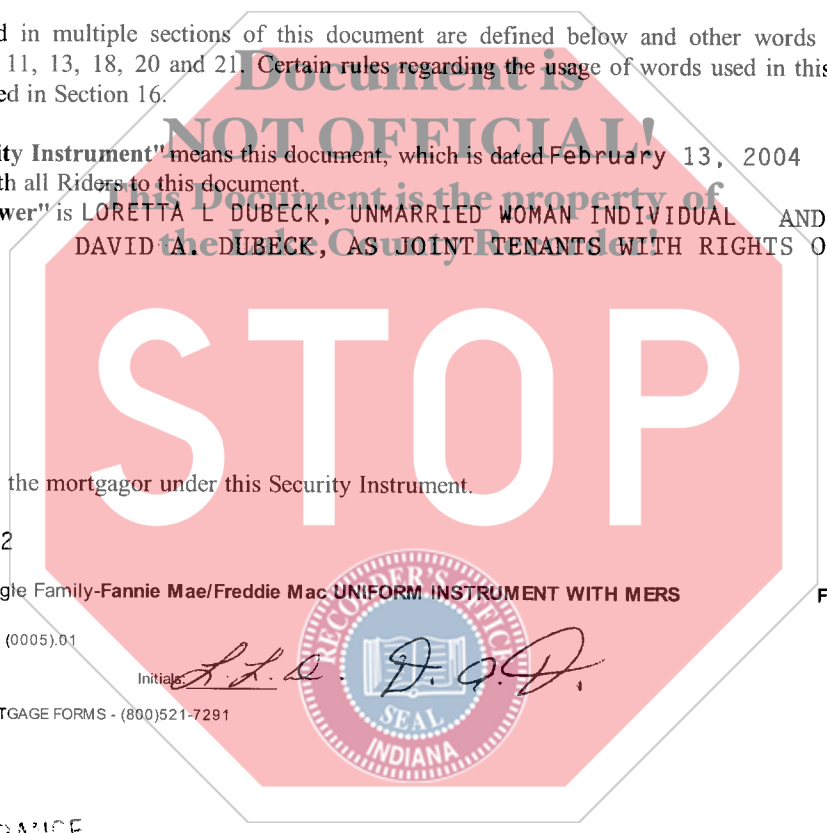 d in multiple sections of this document are defined below and other words
11, 13, 18, 20 and 21. Certain rules regarding the usage of words used in this
ed in Section 16.
Document is
NOT OFFICIAL!
This Document is the property of
the Lake County Recorder!
ity Instrument" means this document, which is dated February 13, 2004
th all Riders to this document.
wer" is LORETTA L DUBECK, UNMARRIED WOMAN INDIVIDUAL AND
DAVID A. DUBECK, AS JOINT TENANTS WITH RIGHTS O
STOP
the mortgagor under this Security Instrument.
2
gle Family-Fannie Mae/Freddie Mac UNIFORM INSTRUMENT WITH MERS F
(0005).01
Initials: L. L. D. D. A. D.
TGAGE FORMS - (800)521-7291
RECORDER'S OFFICE
SEAL
INDIANA